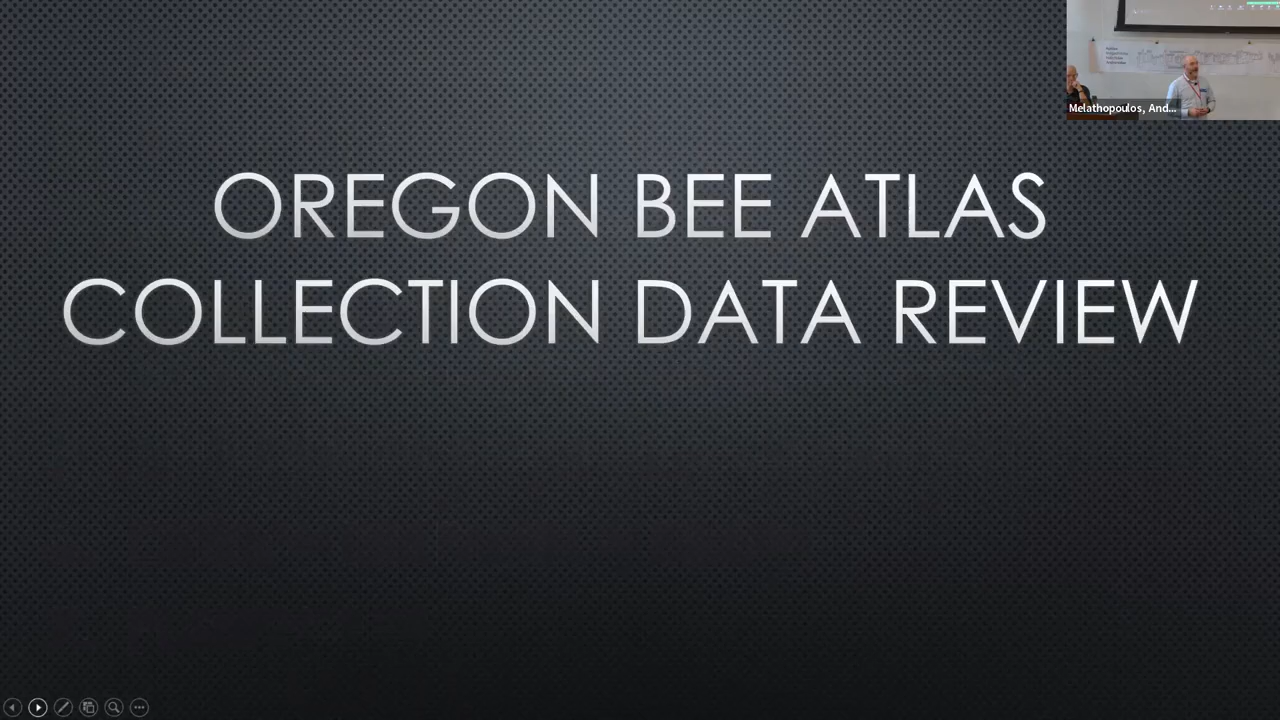 Melathopoulos, And...
OREGON BEE ATLAS
COLLECTION DATA REVIEW